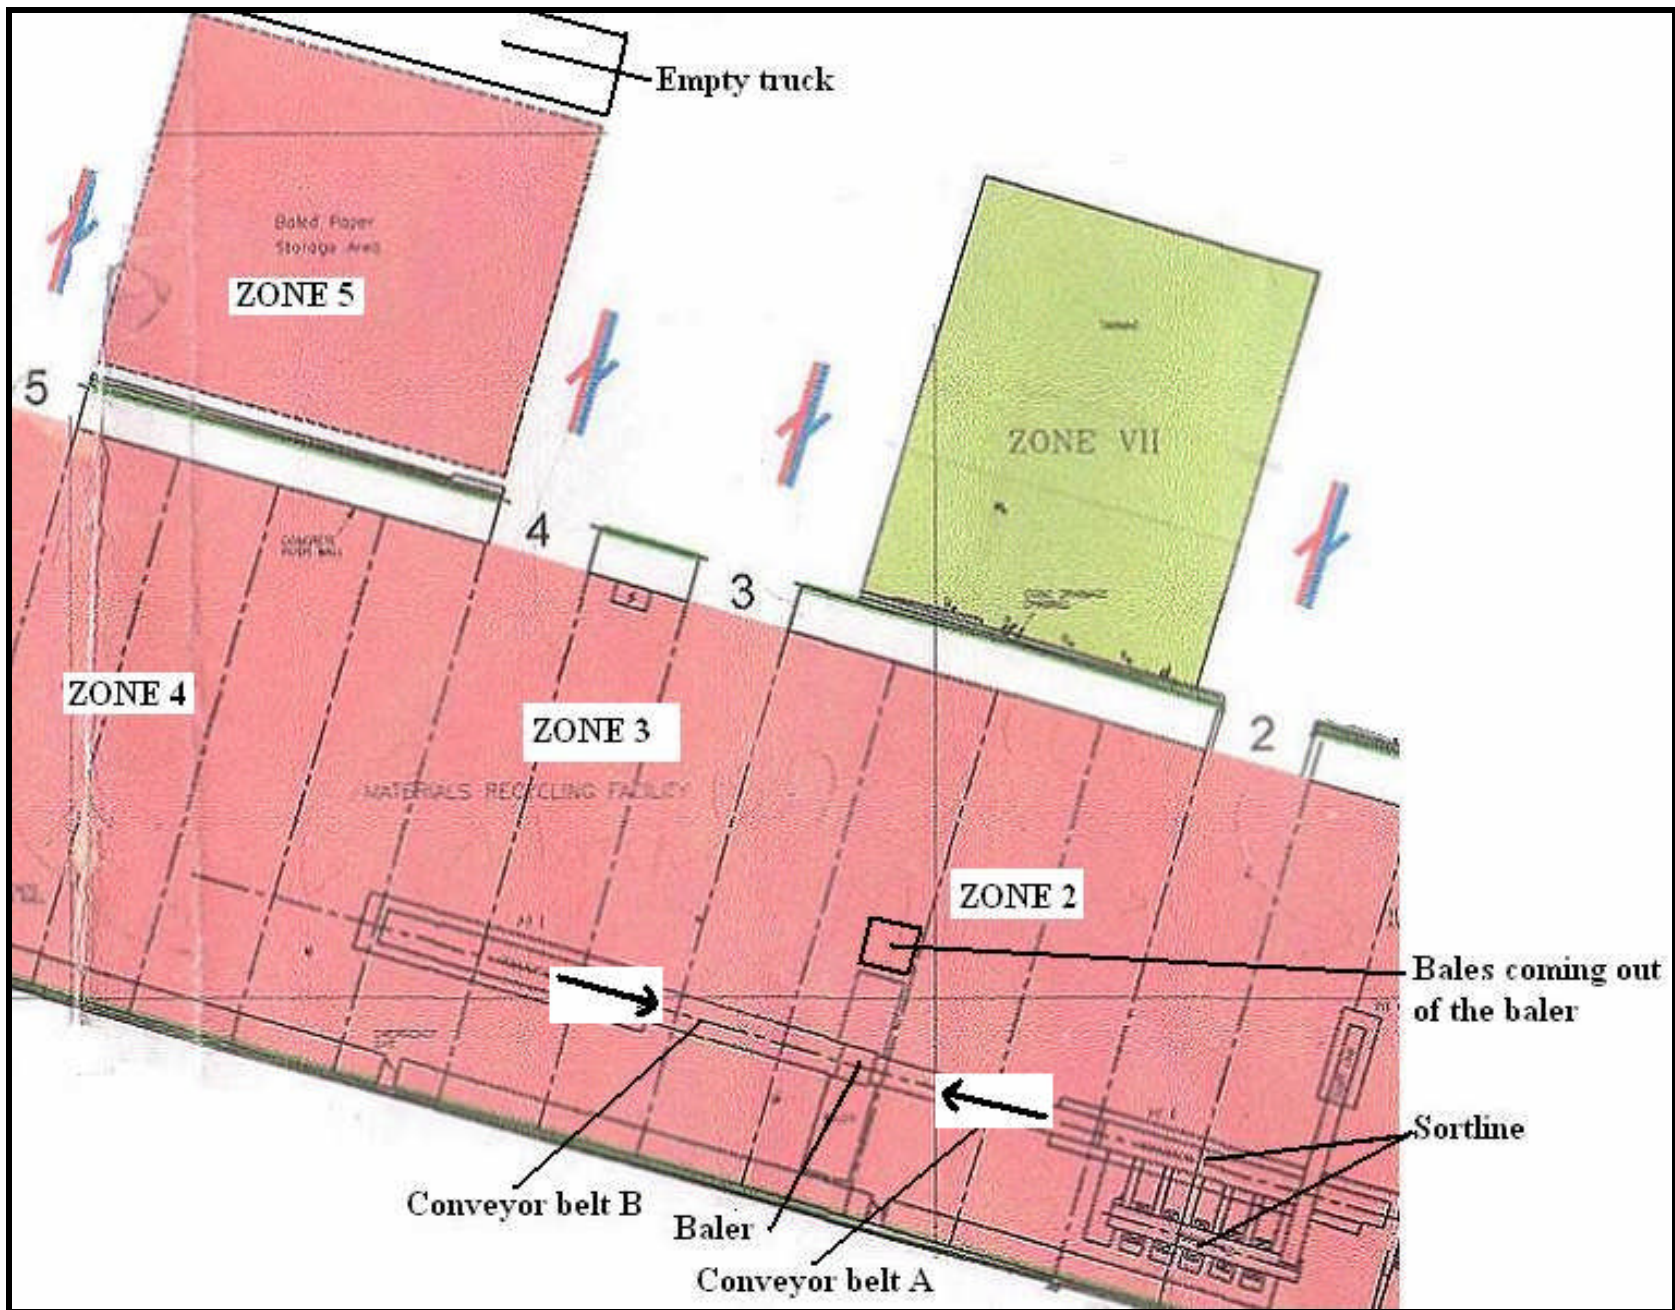 Empty truck
Baled Paper
Storage Area
ZONE 5
5
ZONE VII
4
CONCRETE
3
ZONE 4
ZONE 3
2
MATERIALS RECYCLING FACILITY
ZONE 2
Bales coming out
of the baler
Sortline
Conveyor belt B
Baler
Conveyor belt A